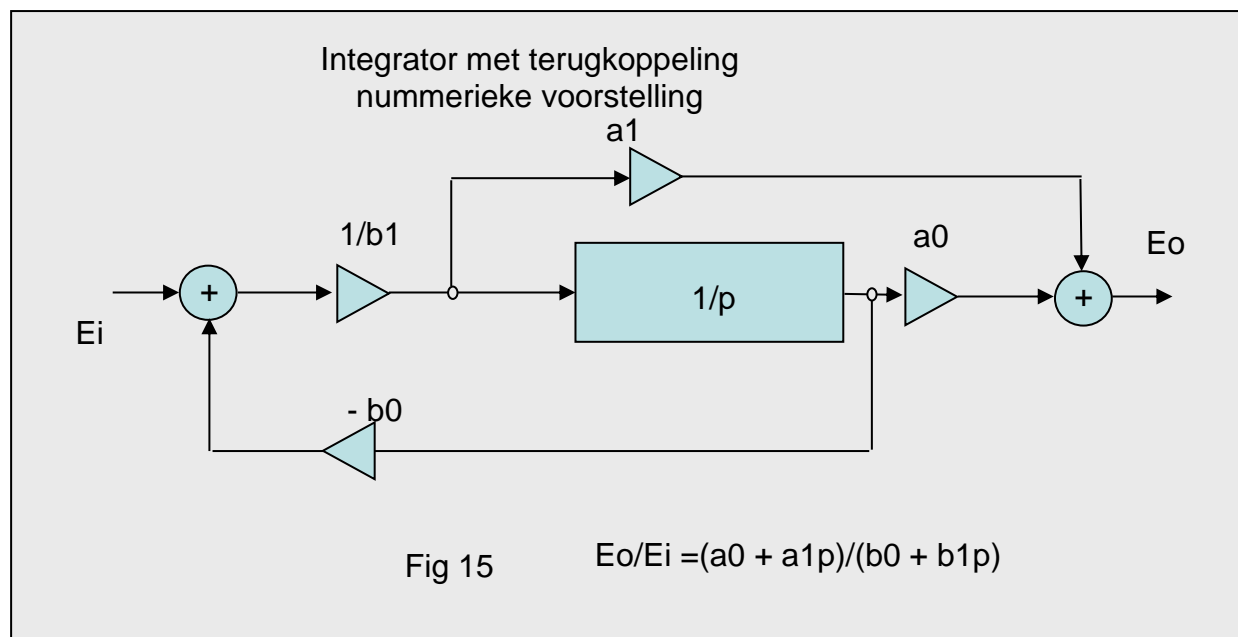 Integrator met terugkoppeling
nummerieke voorstelling
a1
1/b1
a0
Eo
+
1/p
+
Ei
- b0
Fig 15
Eo/Ei =(a0 + a1p)/(b0 + b1p)